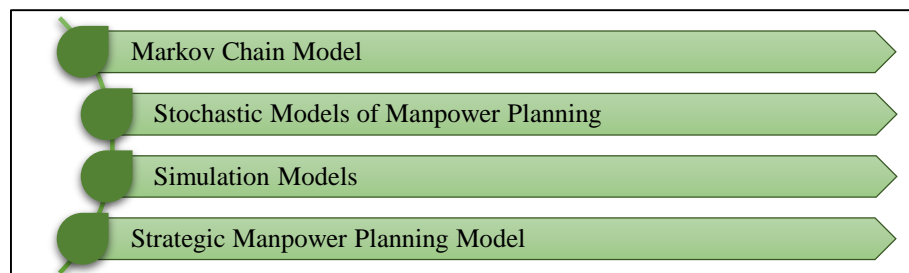 Markov Chain Model
Stochastic Models of Manpower Planning
Simulation Models
Strategic Manpower Planning Model